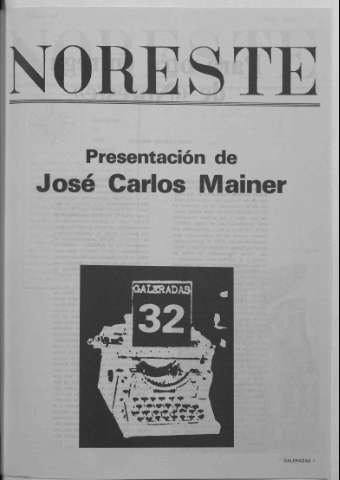 NORESTE
Presentación de
José Carlos Mainer
GALERADAS
32
GALERADAS 1